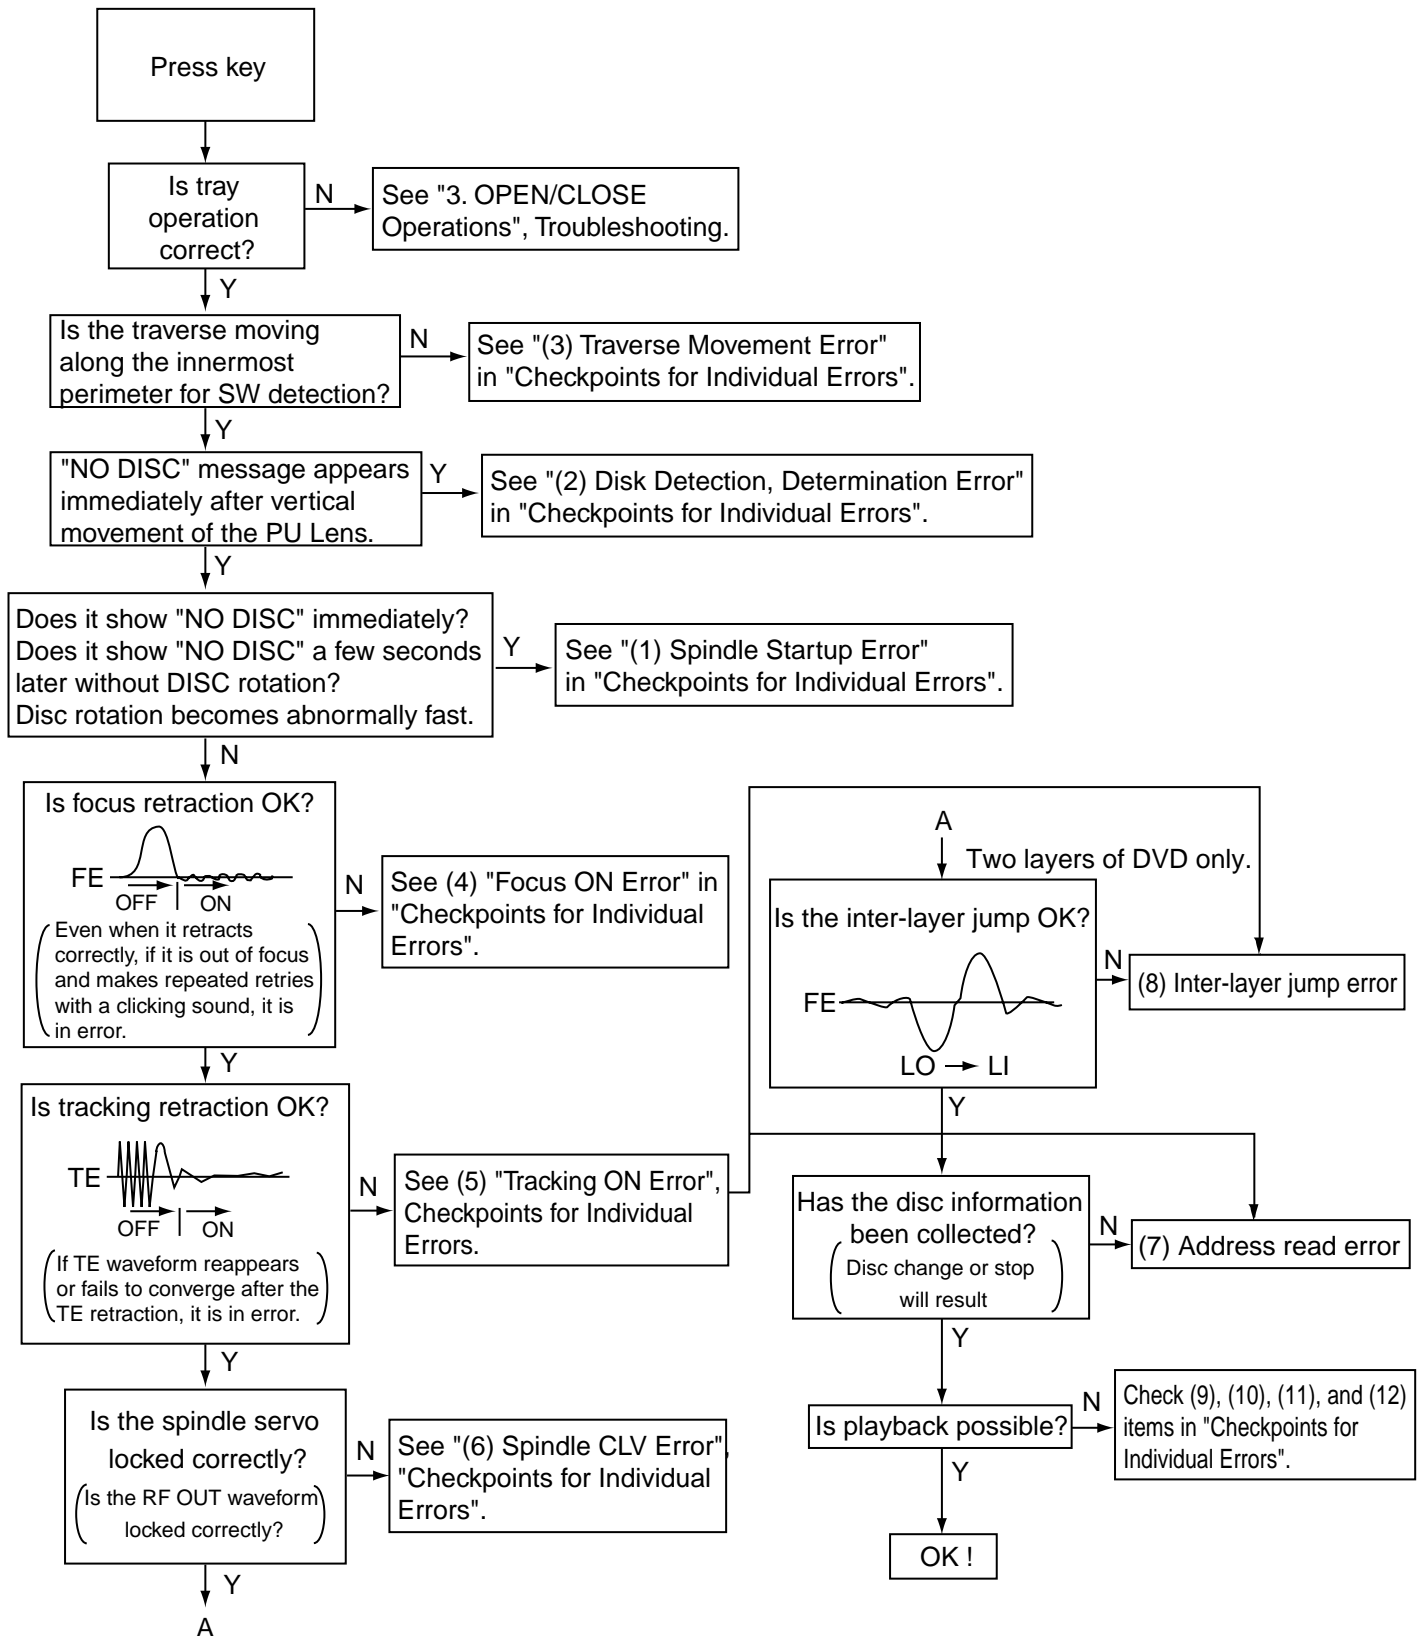 Press key
Is tray
operation
correct?
N
See "3. OPEN/CLOSE
Operations", Troubleshooting.
Y
Is the traverse moving
along the innermost
perimeter for SW detection?
N
See "(3) Traverse Movement Error"
in "Checkpoints for Individual Errors".
Y
"NO DISC" message appears
immediately after vertical
movement of the PU Lens.
Y
See "(2) Disk Detection, Determination Error"
in "Checkpoints for Individual Errors".
Y
Does it show "NO DISC" immediately?
Does it show "NO DISC" a few seconds
later without DISC rotation?
Disc rotation becomes abnormally fast.
Y
See "(1) Spindle Startup Error"
in "Checkpoints for Individual Errors".
N
Is focus retraction OK?
FE
OFF
ON
Even when it retracts
correctly, if it is out of focus
and makes repeated retries
with a clicking sound, it is
in error.
N
See (4) "Focus ON Error" in
"Checkpoints for Individual
Errors".
Y
Is tracking retraction OK?
TE
OFF
ON
If TE waveform reappears
or fails to converge after the
TE retraction, it is in error.
N
See (5) "Tracking ON Error",
Checkpoints for Individual
Errors.
Y
Is the spindle servo
locked correctly?
Is the RF OUT waveform
locked correctly?
N
See "(6) Spindle CLV Error",
"Checkpoints for Individual
Errors".
Y
A
A
Two layers of DVD only.
Is the inter-layer jump OK?
FE
LO
LI
N
(8) Inter-layer jump error
Y
Has the disc information
been collected?
Disc change or stop
will result
N
(7) Address read error
Y
Is playback possible?
N
Check (9), (10), (11), and (12)
items in "Checkpoints for
Individual Errors".
Y
OK !